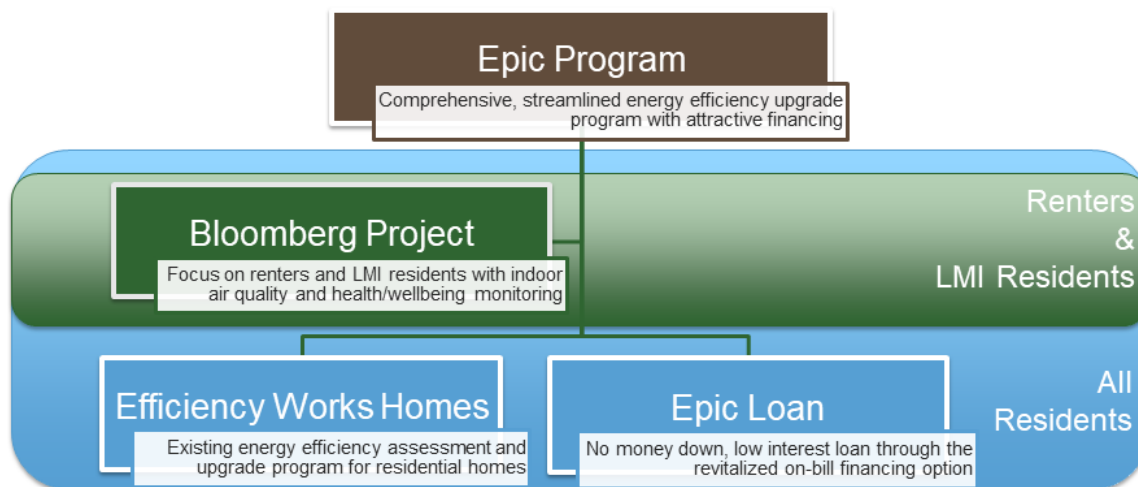 Epic Program
Comprehensive, streamlined energy efficiency upgrade
program with attractive financing
Renters
&
LMI Residents
Bloomberg Project
Focus on renters and LMI residents with indoor
air quality and health/wellbeing monitoring
All
Residents
Efficiency Works Homes
Existing energy efficiency assessment and
upgrade program for residential homes
Epic Loan
No money down, low interest loan through the
revitalized on-bill financing option